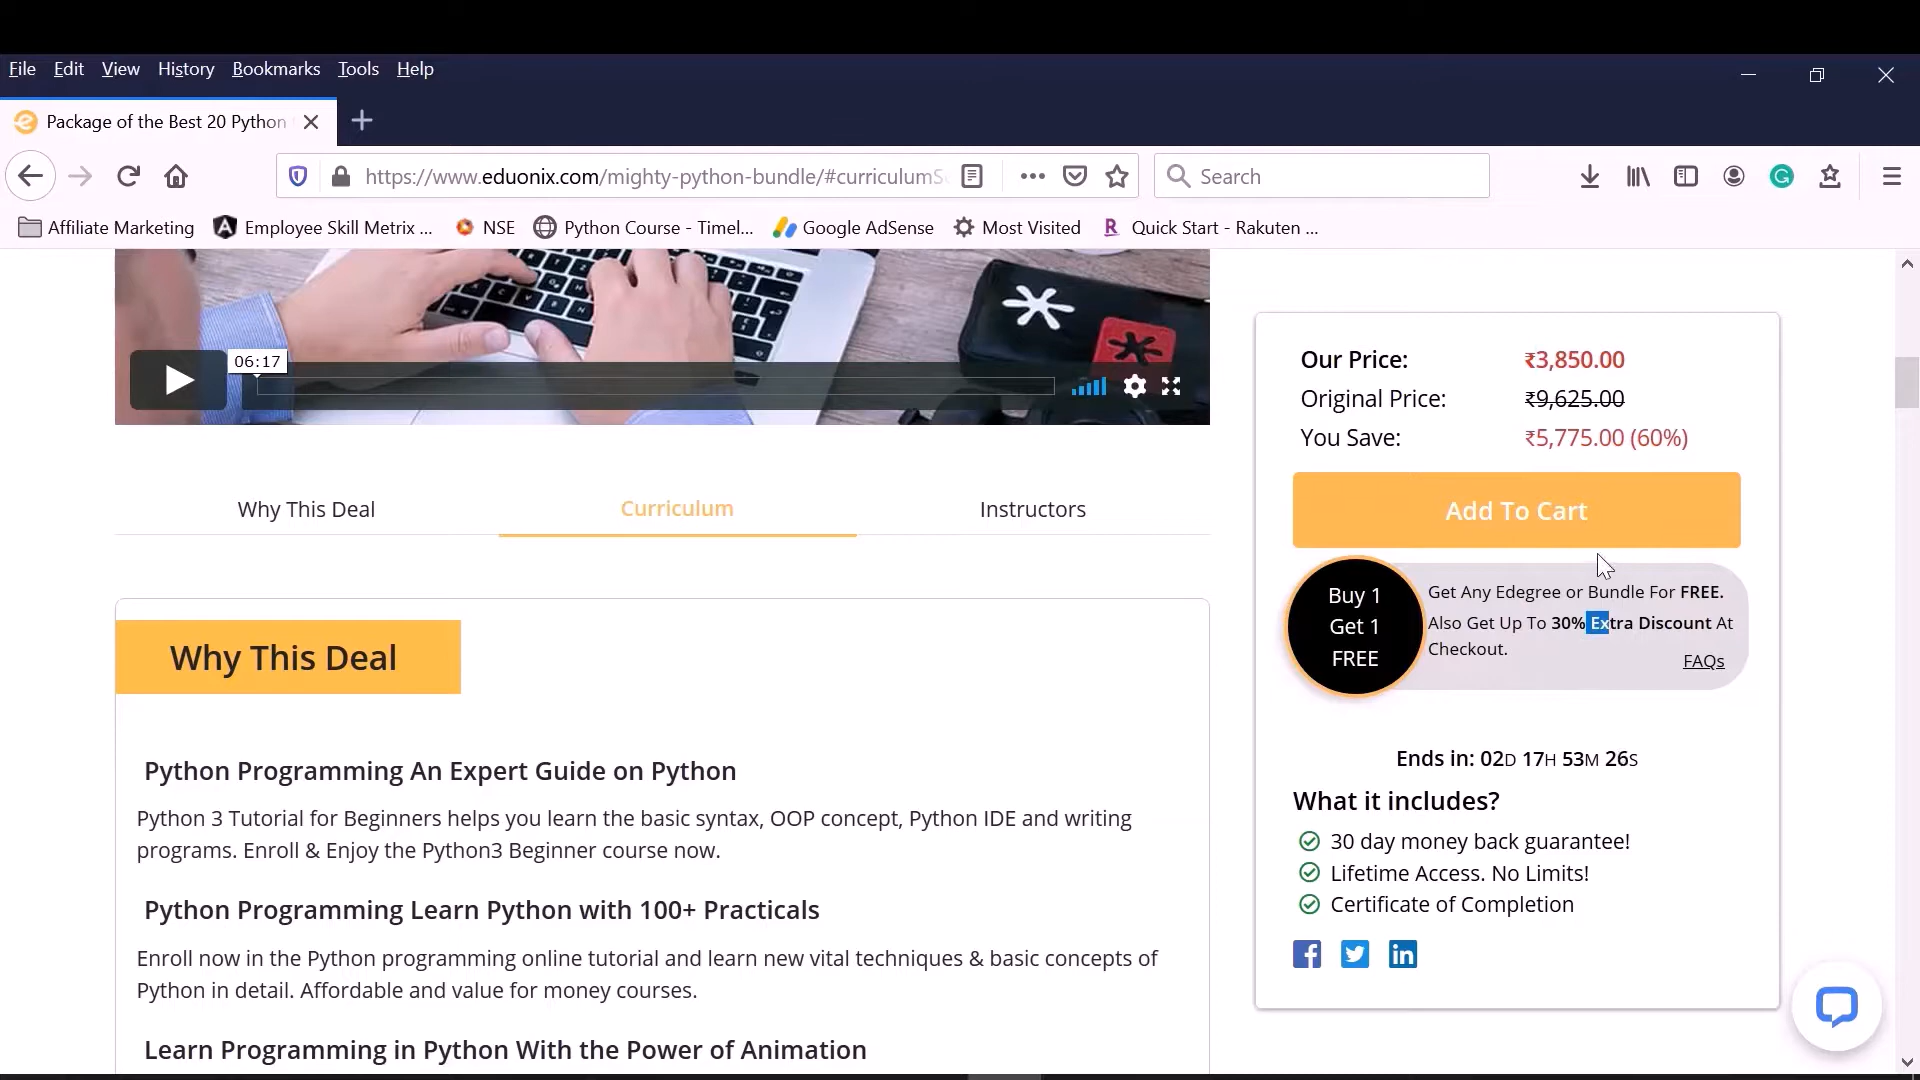 File Edit View History Bookmarks Tools Help
Package of the Best 20 Python
https://www.eduonix.com/mighty-python-bundle/#curriculumS
Search
Affiliate Marketing Employee Skill Metrix ... NSE Python Course - Timel... Google AdSense Most Visited R Quick Start - Rakuten ...
06:17
Our Price: ₹3,850.00
Original Price: ₹9,625.00
You Save: ₹5,775.00 (60%)
Add To Cart
Buy 1
Get 1
FREE
Get Any Edegree or Bundle For FREE.
Also Get Up To 30% Extra Discount At
Checkout.
FAQs
Ends in: 02D 17H 53M 26S
What it includes?
30 day money back guarantee!
Lifetime Access. No Limits!
Certificate of Completion
Why This Deal Curriculum Instructors
Why This Deal
Python Programming An Expert Guide on Python
Python 3 Tutorial for Beginners helps you learn the basic syntax, OOP concept, Python IDE and writing
programs. Enroll & Enjoy the Python3 Beginner course now.
Python Programming Learn Python with 100+ Practicals
Enroll now in the Python programming online tutorial and learn new vital techniques & basic concepts of
Python in detail. Affordable and value for money courses.
Learn Programming in Python With the Power of Animation